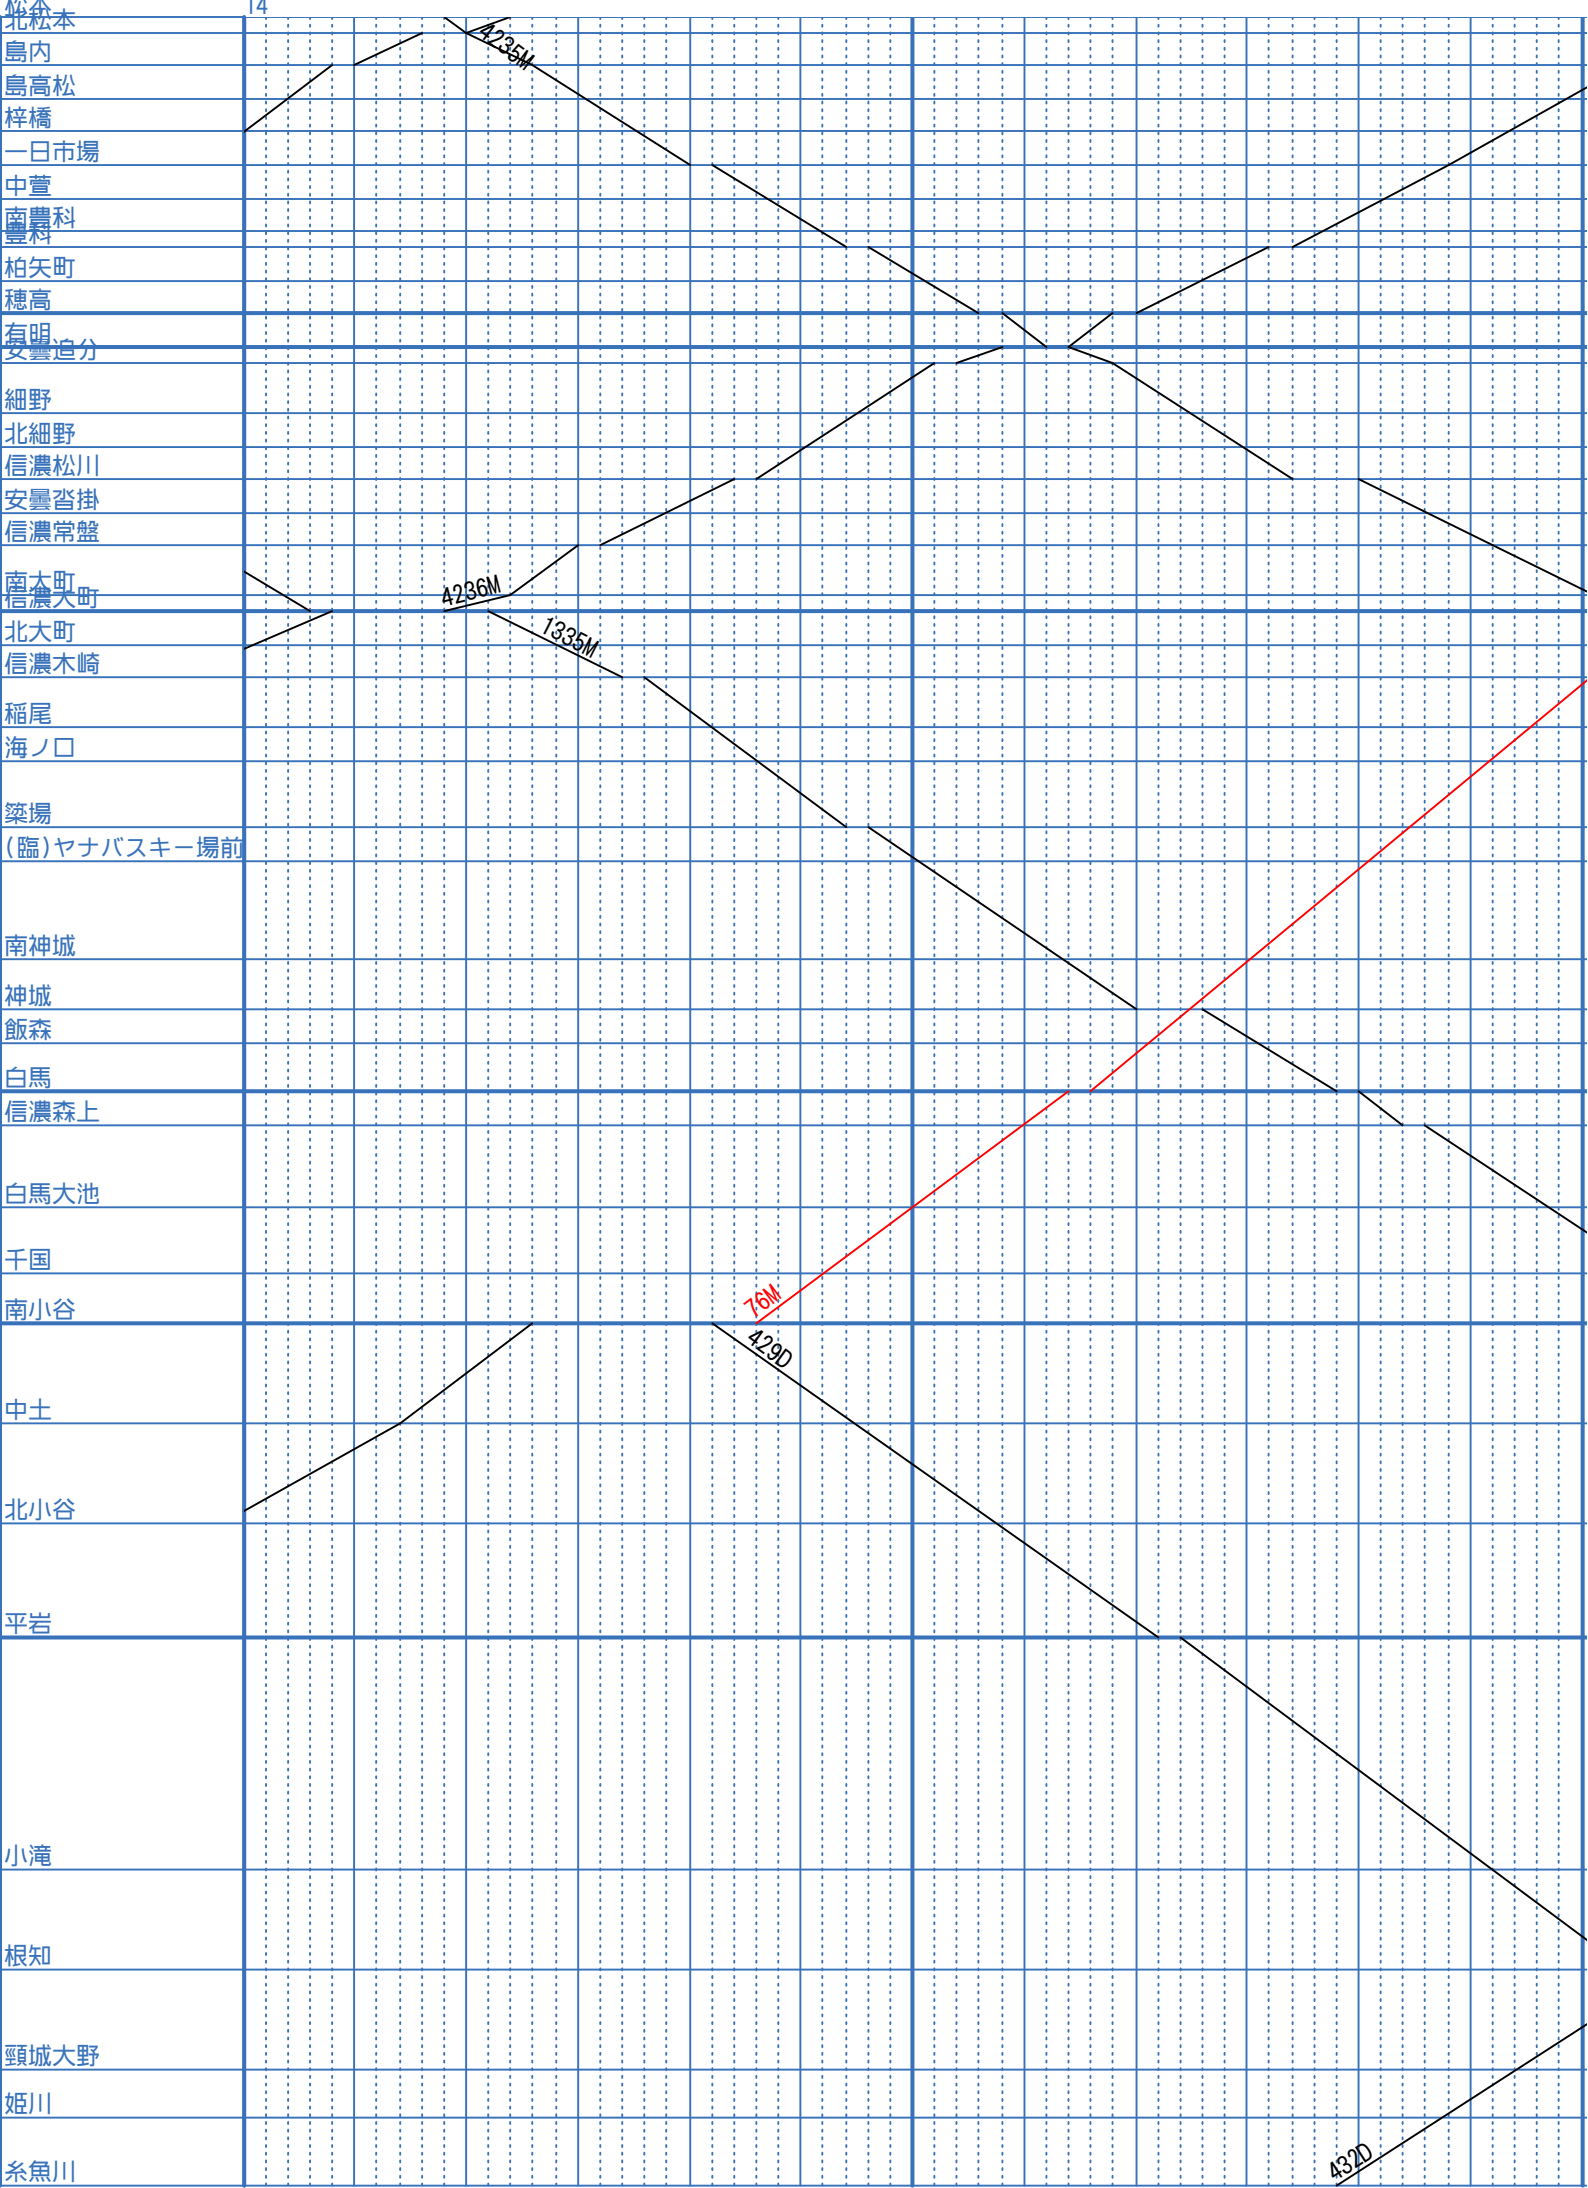 松本
14
北松本
4235M
島内
島高松
梓橋
一日市場
中萱
南豊科
豊科
柏矢町
穂高
有明
安曇追分
細野
北細野
信濃松川
安曇沓掛
信濃常盤
南大町
信濃大町
4236M
北大町
1335M
信濃木崎
稲尾
海ノ口
簗場
(臨)ヤナバスキー場前
南神城
神城
飯森
白馬
信濃森上
白馬大池
千国
南小谷
76M
429D
中土
北小谷
平岩
小滝
根知
頸城大野
姫川
糸魚川
432D